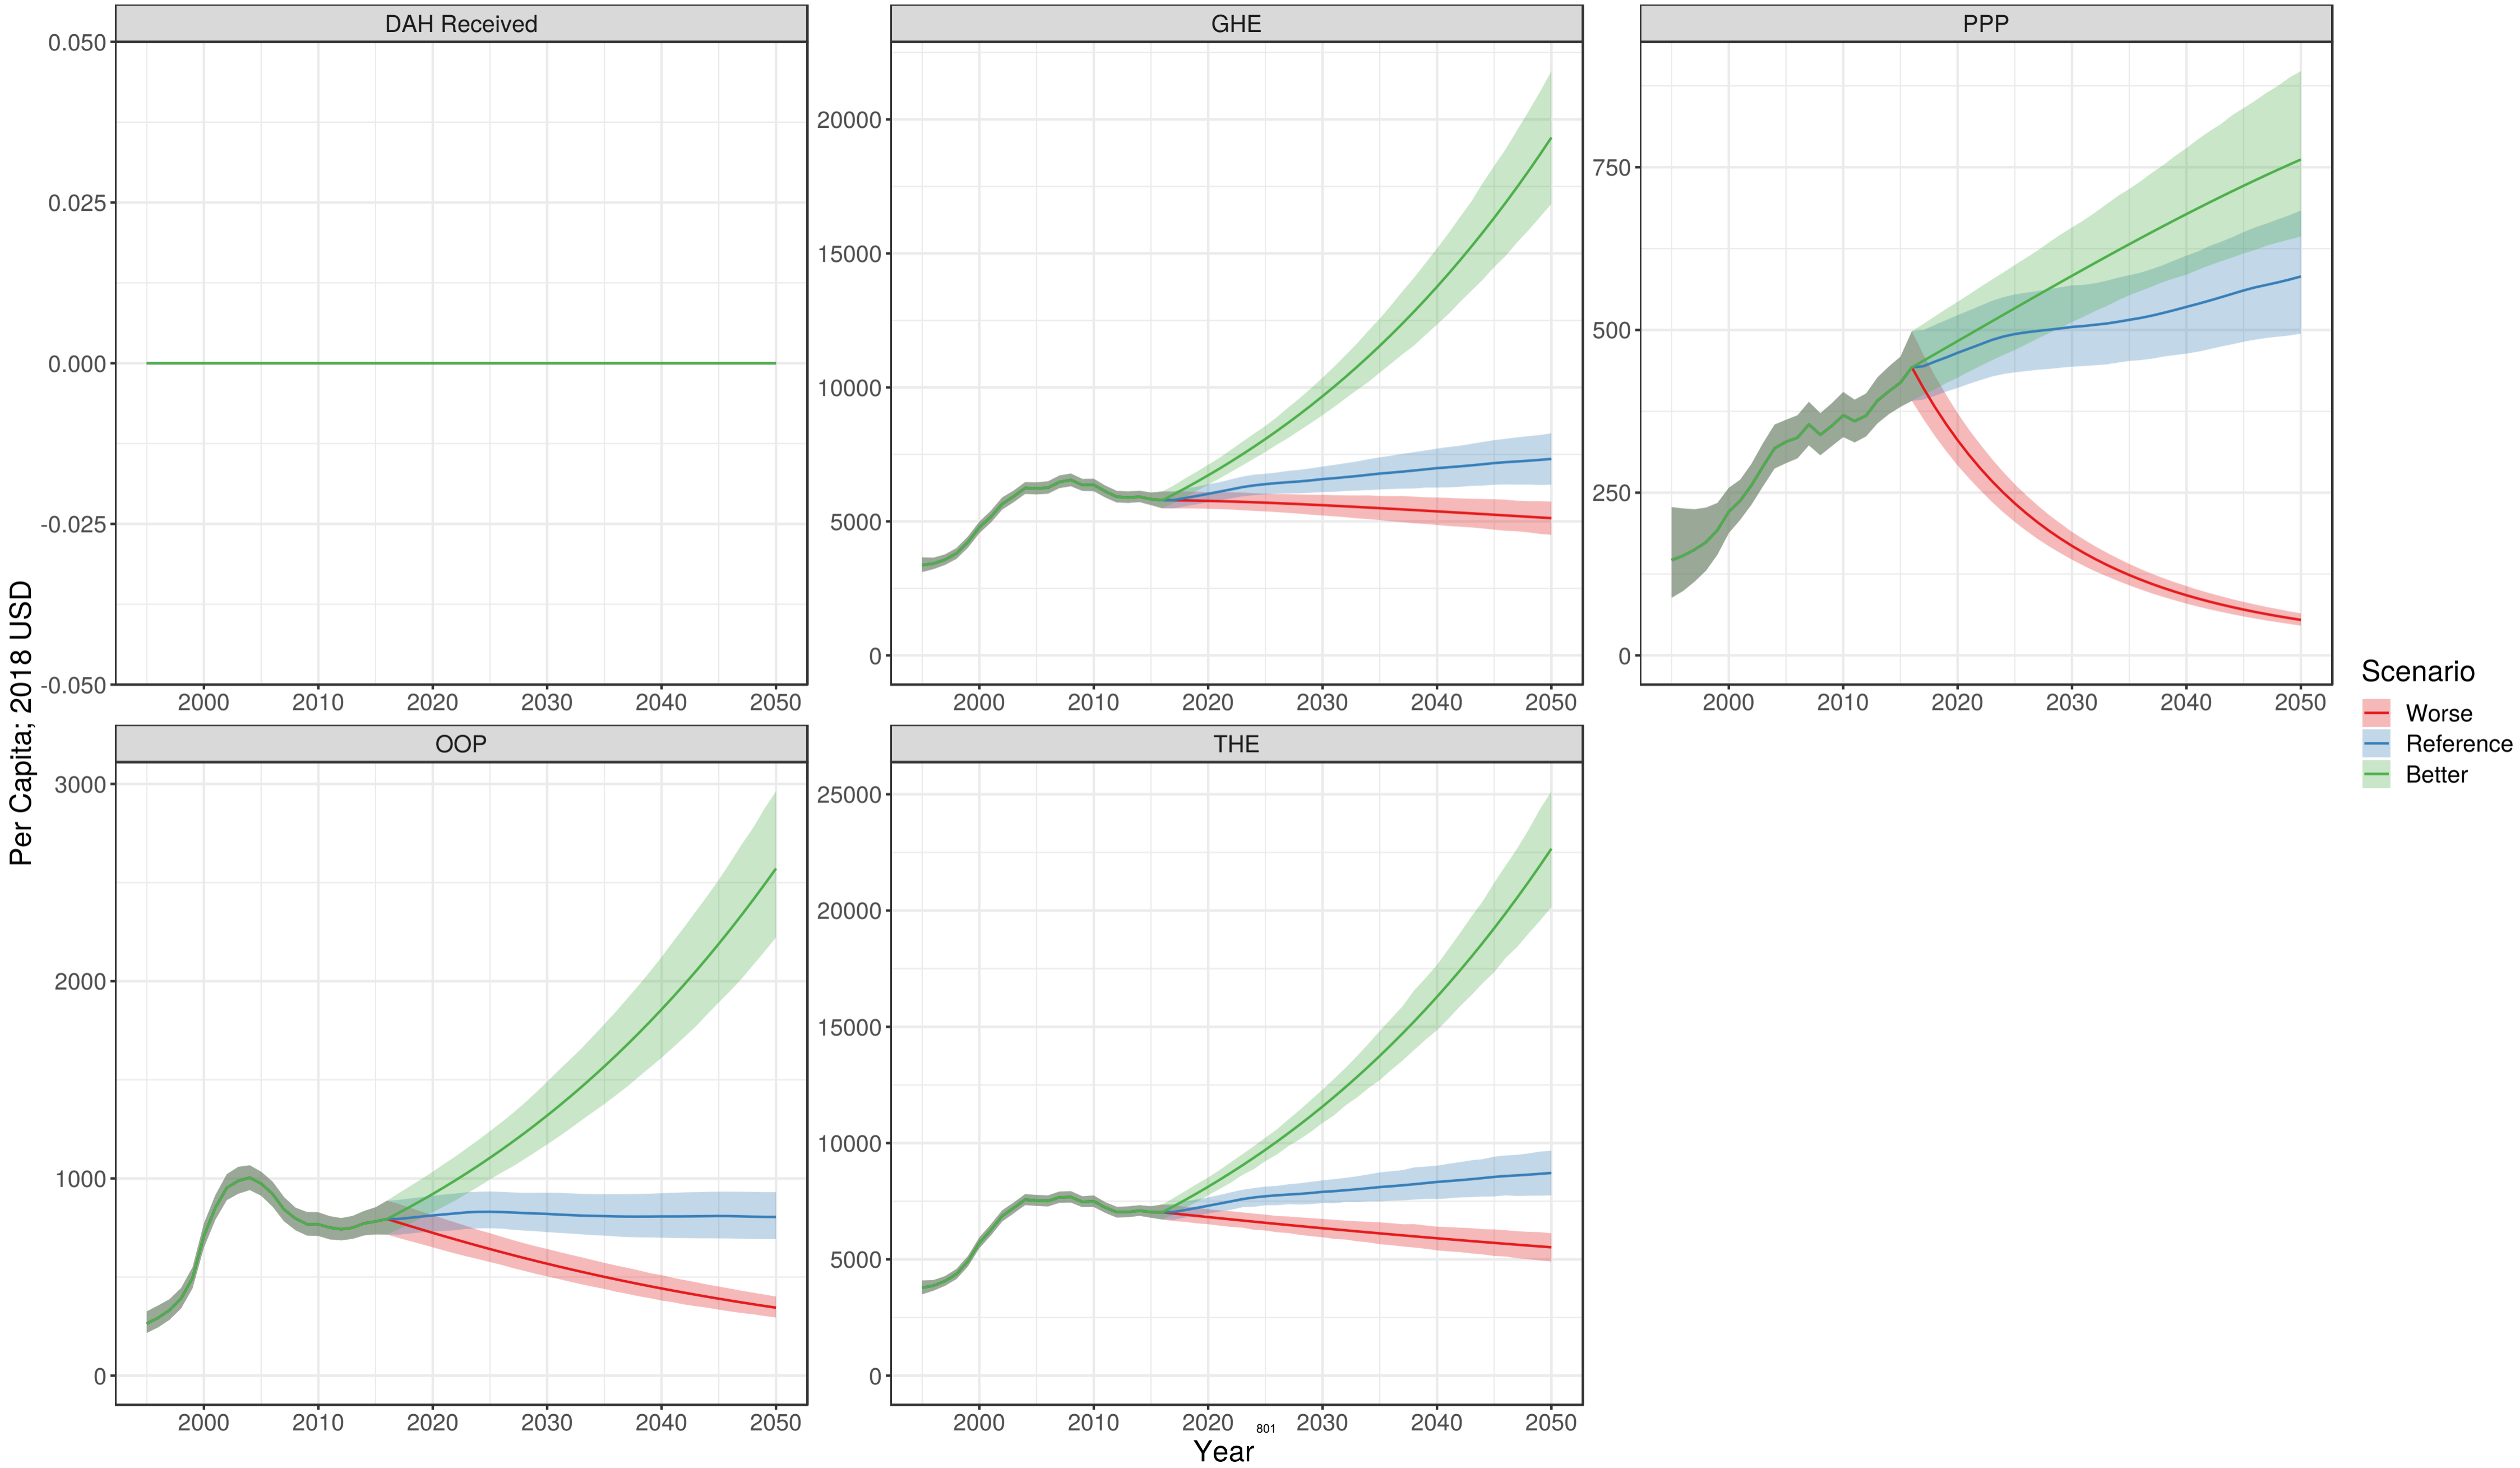 DAH Received
GHE
PPP
0.050
0.025
0.000
-0.025
-0.050
2000 2010 2020 2030 2040 2050
20000
15000
10000
5000
0
2000 2010 2020 2030 2040 2050
750
500
250
0
2000 2010 2020 2030 2040 2050
Per Capita; 2018 USD
OOP
THE
3000
2000
1000
0
2000 2010 2020 2030 2040 2050
25000
20000
15000
10000
5000
0
2000 2010 2020 2030 2040 2050
801
Year
Scenario
Worse
Reference
Better